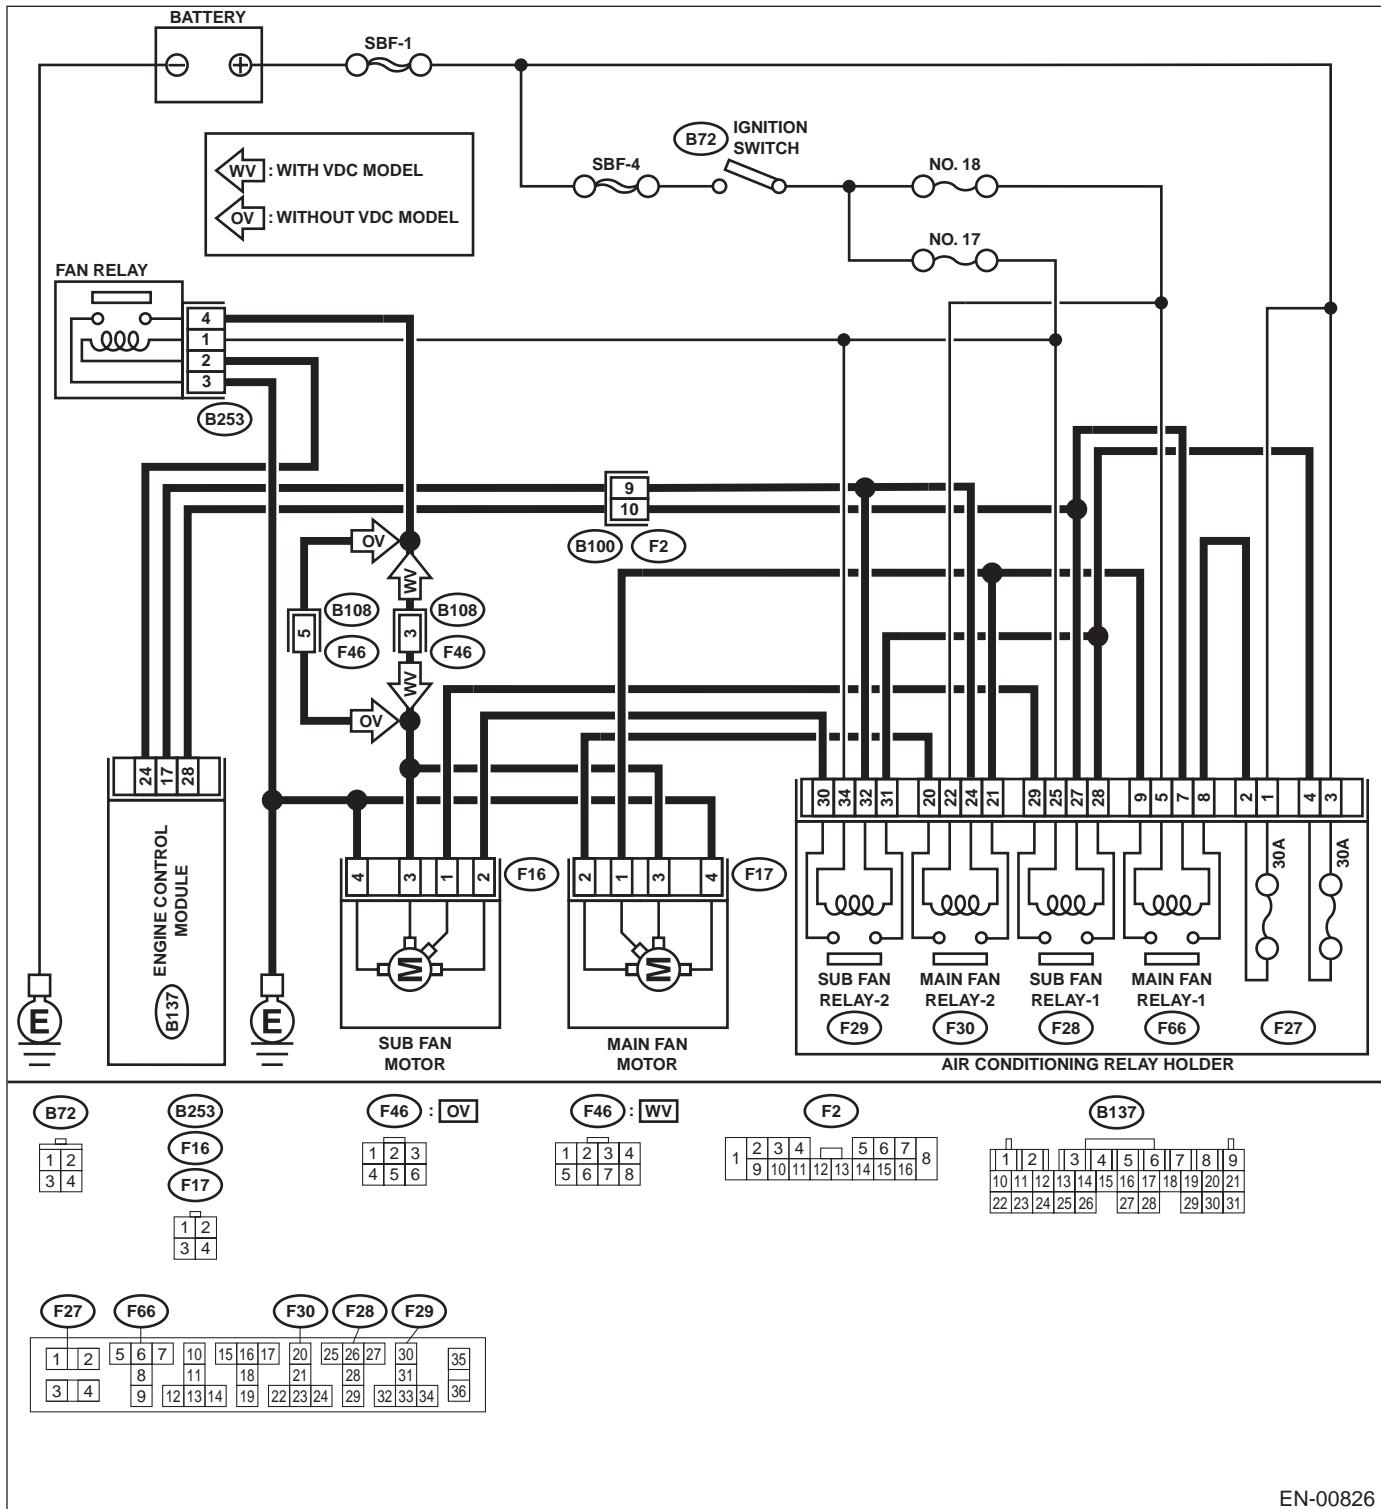 BATTERY
SBF-1
B72
IGNITION
SWITCH
SBF-4
NO. 18
NO. 17
WV : WITH VDC MODEL
OV : WITHOUT VDC MODEL
FAN RELAY
4
1
2
3
B253
9
10
B100 F2
OV
WV
5
B108
F46
3
B108
F46
WV
OV
24 17 28
ENGINE CONTROL
MODULE
B137
E
E
4 3 1 2
F16
M
SUB FAN
MOTOR
2 1 3 4
F17
M
MAIN FAN
MOTOR
30 34 32 31 20 22 24 21 29 25 27 28 9 5 7 8 2 1 4 3
30A
30A
SUB FAN
RELAY-2
F29
MAIN FAN
RELAY-2
F30
SUB FAN
RELAY-1
F28
MAIN FAN
RELAY-1
F66
F27
AIR CONDITIONING RELAY HOLDER
B72
1 2
3 4
B253
F16
F17
1 2
3 4
F46 : OV
1 2 3
4 5 6
F46 : WV
1 2 3 4
5 6 7 8
F2
1 2 3 4 5 6 7 8
9 10 11 12 13 14 15 16
B137
1 2 3 4 5 6 7 8 9
10 11 12 13 14 15 16 17 18 19 20 21
22 23 24 25 26 27 28 29 30 31
F27 F66 F30 F28 F29
1 2 5 6 7 10 15 16 17 20 25 26 27 30 35
8 11 18 21 28 31
3 4 9 12 13 14 19 22 23 24 29 32 33 34 36
EN-00826